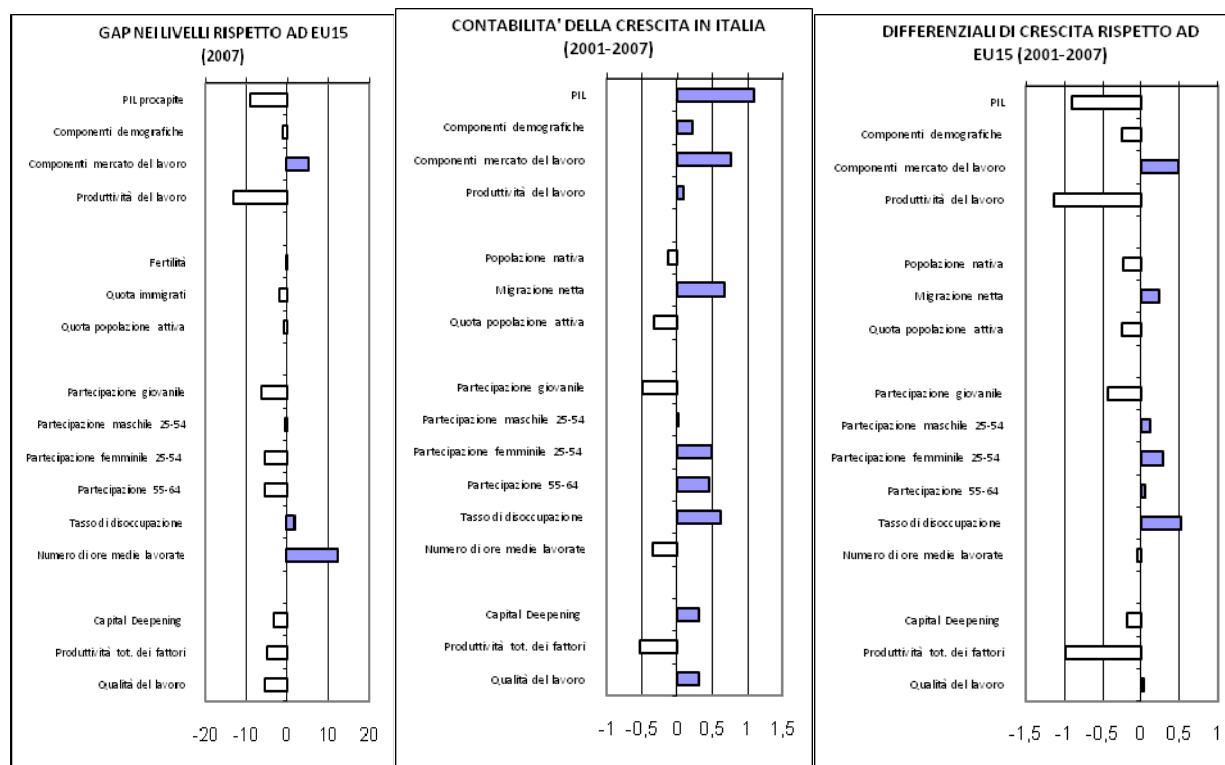 GAP NEI LIVELLI RISPETTO AD EU15
(2007)
PIL procapite
Componenti demografiche
Componenti mercato del lavoro
Produttività del lavoro
Fertilità
Quota immigrati
Quota popolazione attiva
Partecipazione giovanile
Partecipazione maschile 25-54
Partecipazione femminile 25-54
Partecipazione 55-64
Tasso di disoccupazione
Numero di ore medie lavorate
Capital Deepening
Produttività tot. dei fattori
Qualità del lavoro
-20 -10 0 10 20
CONTABILITA' DELLA CRESCITA IN ITALIA
(2001-2007)
PIL
Componenti demografiche
Componenti mercato del lavoro
Produttività del lavoro
Popolazione nativa
Migrazione netta
Quota popolazione attiva
Partecipazione giovanile
Partecipazione maschile 25-54
Partecipazione femminile 25-54
Partecipazione 55-64
Tasso di disoccupazione
Numero di ore medie lavorate
Capital Deepening
Produttività tot. dei fattori
Qualità del lavoro
-1 -0,5 0 0,5 1 1,5
DIFFERENZIALI DI CRESCITA RISPETTO AD
EU15 (2001-2007)
PIL
Componenti demografiche
Componenti mercato del lavoro
Produttività del lavoro
Popolazione nativa
Migrazione netta
Quota popolazione attiva
Partecipazione giovanile
Partecipazione maschile 25-54
Partecipazione femminile 25-54
Partecipazione 55-64
Tasso di disoccupazione
Numero di ore medie lavorate
Capital Deepening
Produttività tot. dei fattori
Qualità del lavoro
-1,5 -1 -0,5 0 0,5 1